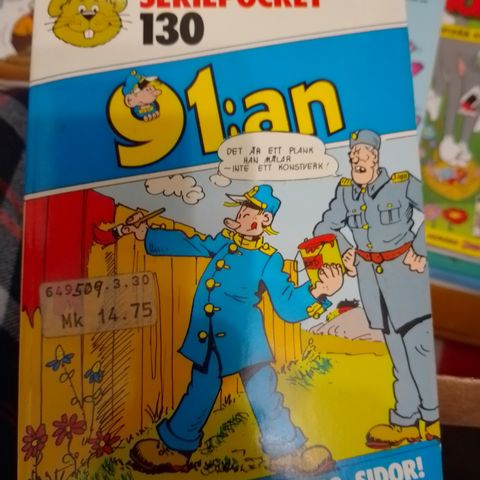 SERIEPOCKET
130
91:an
DET ÄR ETT PLANK
HAN MÅLAR
-INTE ETT KONSTVERK!
649509.3.30
Mk 14.75
SIDOR!